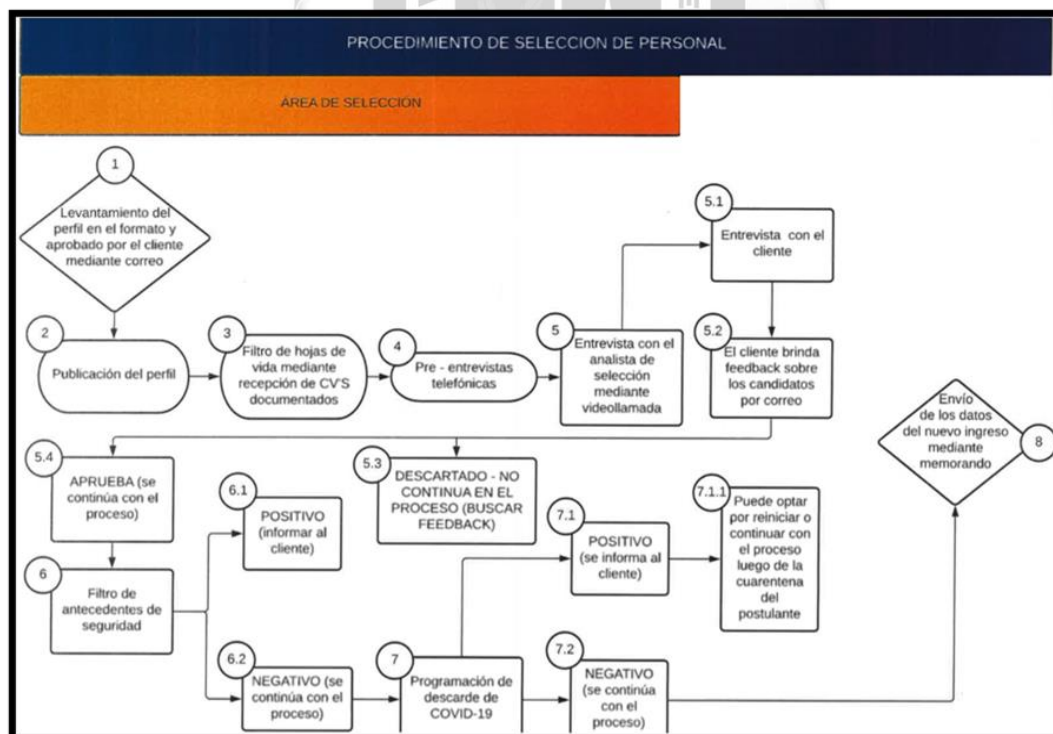 PROCEDIMIENTO DE SELECCION DE PERSONAL
ÁREA DE SELECCIÓN
1
Levantamiento del
perfil en el formato y
aprobado por el cliente
mediante correo
2
Publicación del perfil
3
Filtro de hojas de
vida mediante
recepción de CV'S
documentados
4
Pre - entrevistas
telefónicas
5
Entrevista con el
analista de
selección
mediante
videollamada
5.1
Entrevista con el
cliente
5.2
El cliente brinda
feedback sobre
los candidatos
por correo
5.3
DESCARTADO - NO
CONTINUA EN EL
PROCESO (BUSCAR
FEEDBACK)
5.4
APRUEBA (se
continúa con el
proceso)
6
Filtro de
antecedentes de
seguridad
6.1
POSITIVO
(informar al
cliente)
6.2
NEGATIVO (se
continúa con el
proceso)
7
Programación de
descarde de
COVID-19
7.1
POSITIVO
(se informa al
cliente)
7.1.1
Puede optar
por reiniciar o
continuar con
el proceso
luego de la
cuarentena
del
postulante
7.2
NEGATIVO
(se continúa
con el
proceso)
8
Envío
de los datos
del nuevo ingreso
mediante
memorando